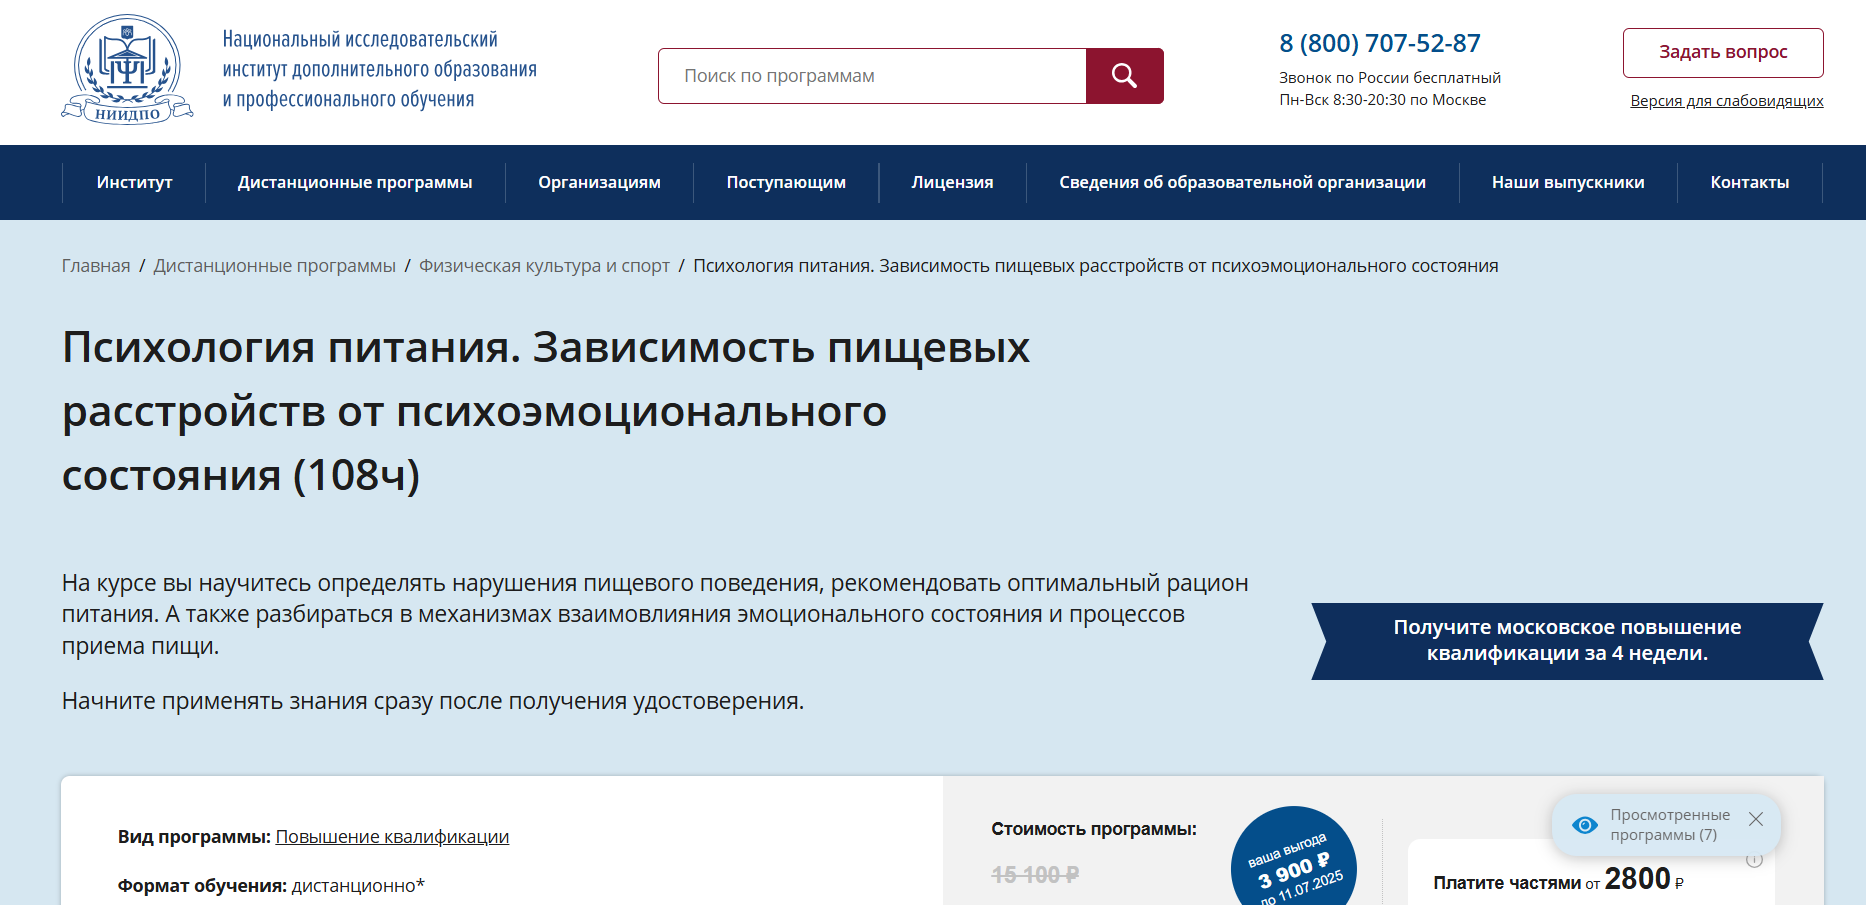 Национальный исследовательский
институт дополнительного образования
и профессионального обучения
НИИДПО
Поиск по программам
8 (800) 707-52-87
Звонок по России бесплатный
Пн-Вск 8:30-20:30 по Москве
Задать вопрос
Версия для слабовидящих
Институт
Дистанционные программы
Организациям
Поступающим
Лицензия
Сведения об образовательной организации
Наши выпускники
Контакты
Главная / Дистанционные программы / Физическая культура и спорт / Психология питания. Зависимость пищевых расстройств от психоэмоционального состояния
Психология питания. Зависимость пищевых
расстройств от психоэмоционального
состояния (108ч)
На курсе вы научитесь определять нарушения пищевого поведения, рекомендовать оптимальный рацион
питания. А также разбираться в механизмах взаимовлияния эмоционального состояния и процессов
приема пищи.
Начните применять знания сразу после получения удостоверения.
Получите московское повышение
квалификации за 4 недели.
Вид программы: Повышение квалификации
Формат обучения: дистанционно*
Стоимость программы:
15 100 ₽
ваша выгода
3 900 ₽
до 11.07.2025
Просмотренные
программы (7)
Платите частями от 2800 ₽